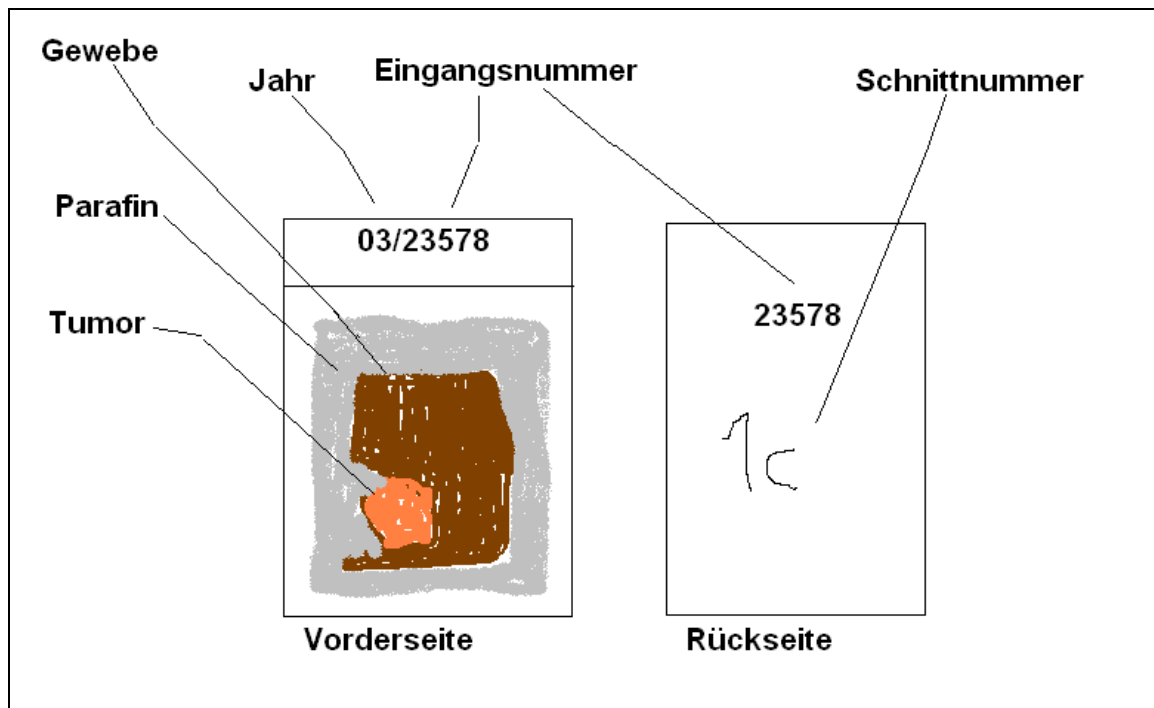 Gewebe
Jahr
Eingangsnummer
Schnittnummer
Parafin
03/23578
Tumor
23578
1c
Vorderseite
Rückseite